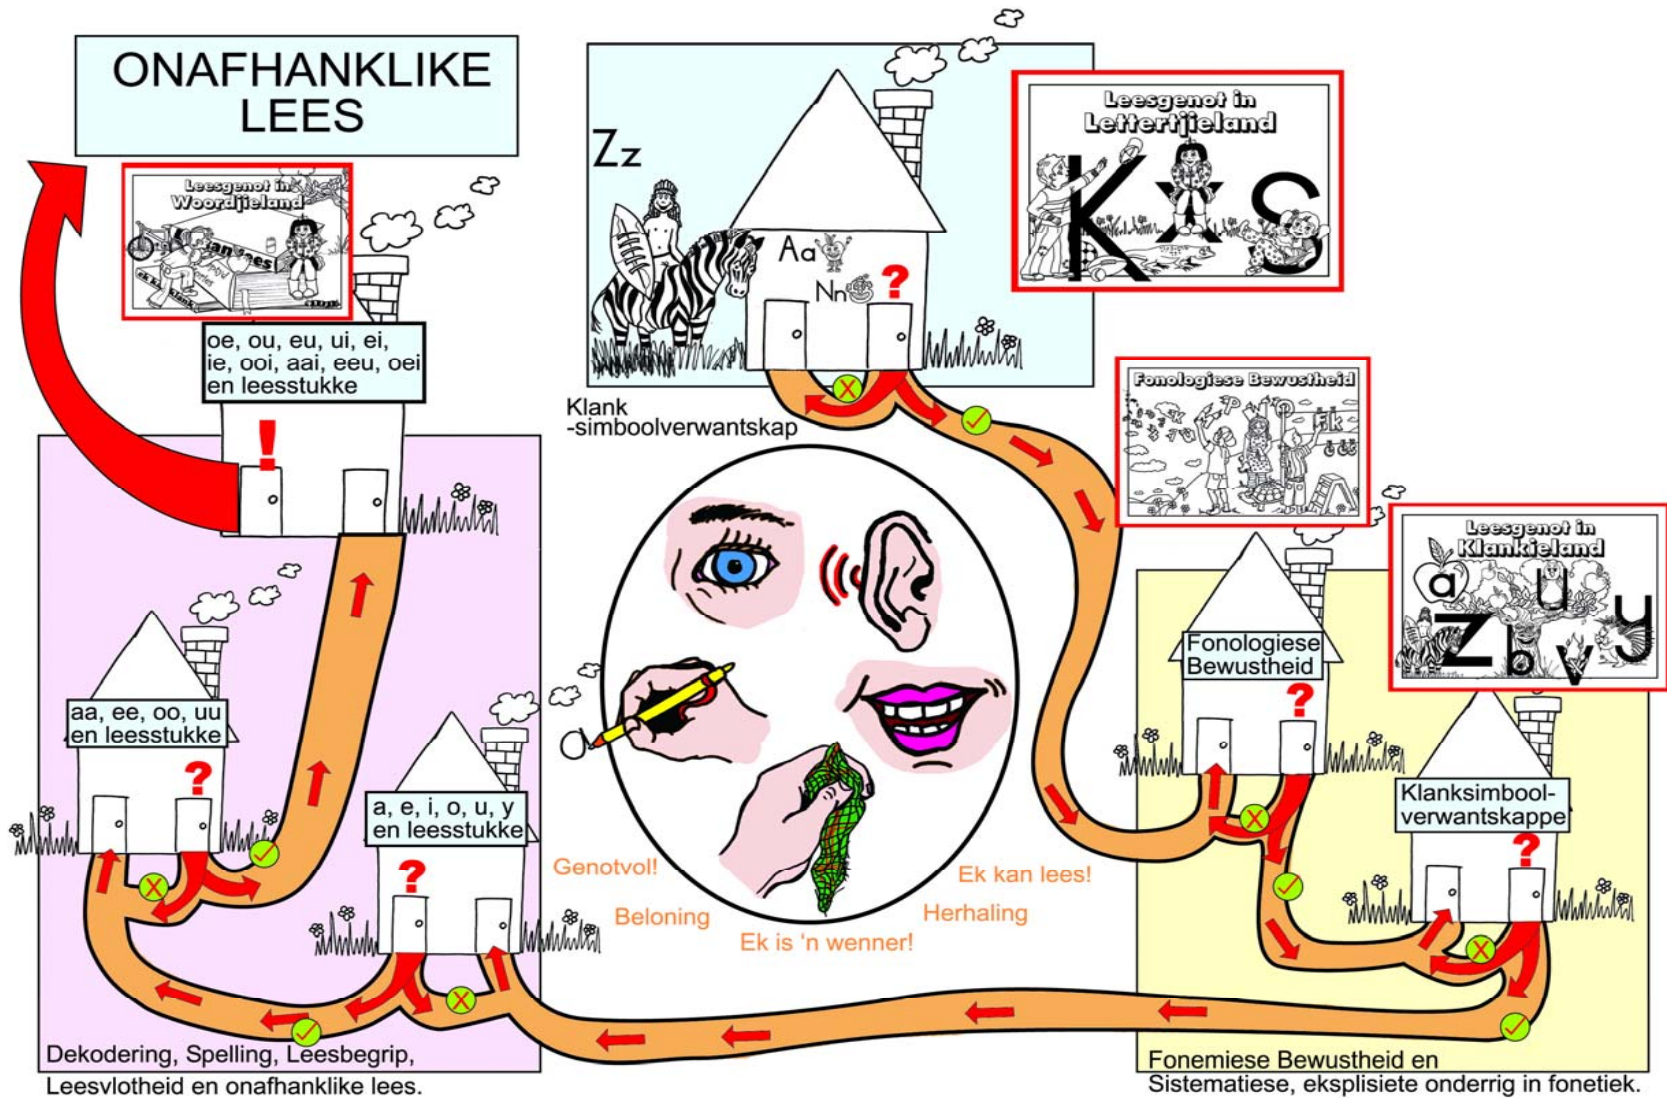 ONAFHANKLIKE
LEES
Leesgenot in
Woordjieland
oe, ou, eu, ui, ei,
ie, ooi, aai, eeu, oei
en leesstukke
!
aa, ee, oo, uu
en leesstukke
?
a, e, i, o, u, y
en leesstukke
?
Dekodering, Spelling, Leesbegrip,
Leesvlotheid en onafhanklike lees.
Zz
Aa
Nn
?
Klank
-simboolverwantskap
Leesgenot in
Lettertjieland
K x S
Genotvol!
Beloning
Ek is 'n wenner!
Herhaling
Ek kan lees!
Fonologiese Bewustheid
P
Ek
Fonologiese
Bewustheid
?
Leesgenot in
Klankieland
a u y
z b v
Klanksimbool-
verwantskappe
?
Fonemiese Bewustheid en
Sistematiese, eksplisiete onderrig in fonetiek.